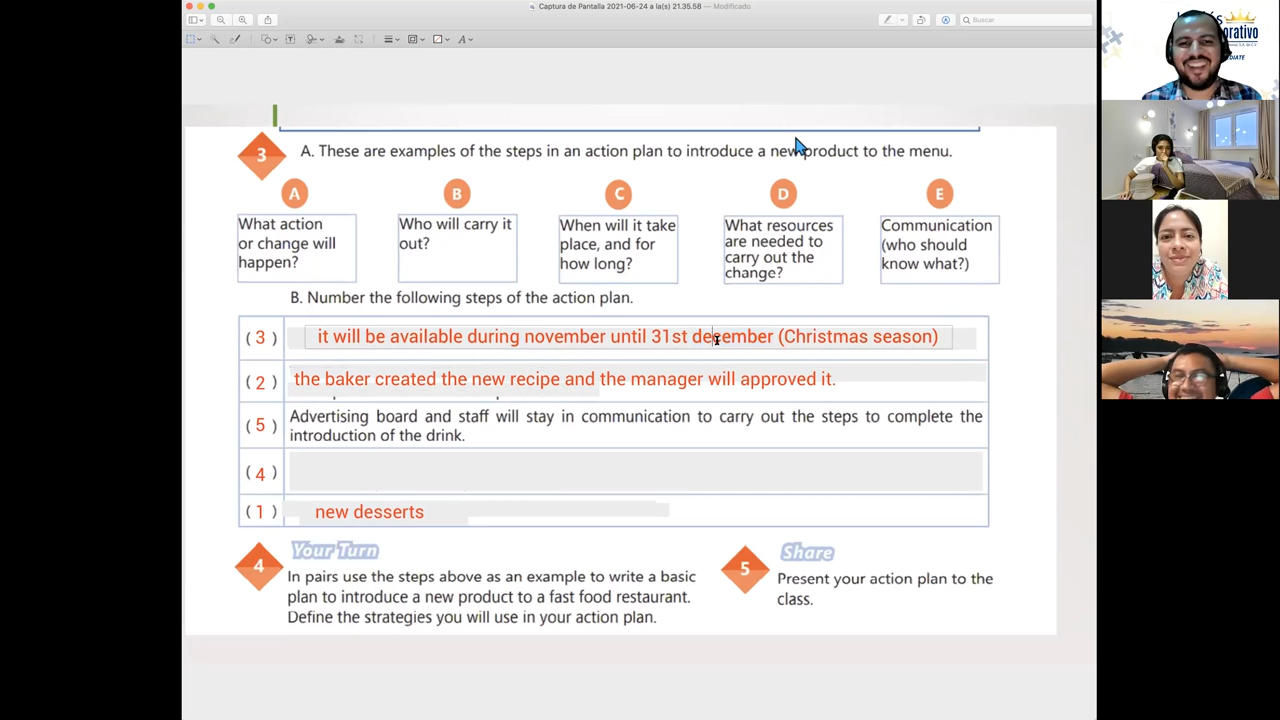 Captura de Pantalla 2021-06-24 a la(s) 21.35.58 — Modificado
Buscar
3
A. These are examples of the steps in an action plan to introduce a new product to the menu.
A
B
C
D
E
What action
or change will
happen?
Who will carry it
out?
When will it take
place, and for
how long?
What resources
are needed to
carry out the
change?
Communication
(who should
know what?)
B. Number the following steps of the action plan.
(3) it will be available during november until 31st december (Christmas season)
(2) the baker created the new recipe and the manager will approved it.
(5) Advertising board and staff will stay in communication to carry out the steps to complete the
introduction of the drink.
(4)
(1) new desserts
4
Your Turn
In pairs use the steps above as an example to write a basic
plan to introduce a new product to a fast food restaurant.
Define the strategies you will use in your action plan.
5
Share
Present your action plan to the
class.